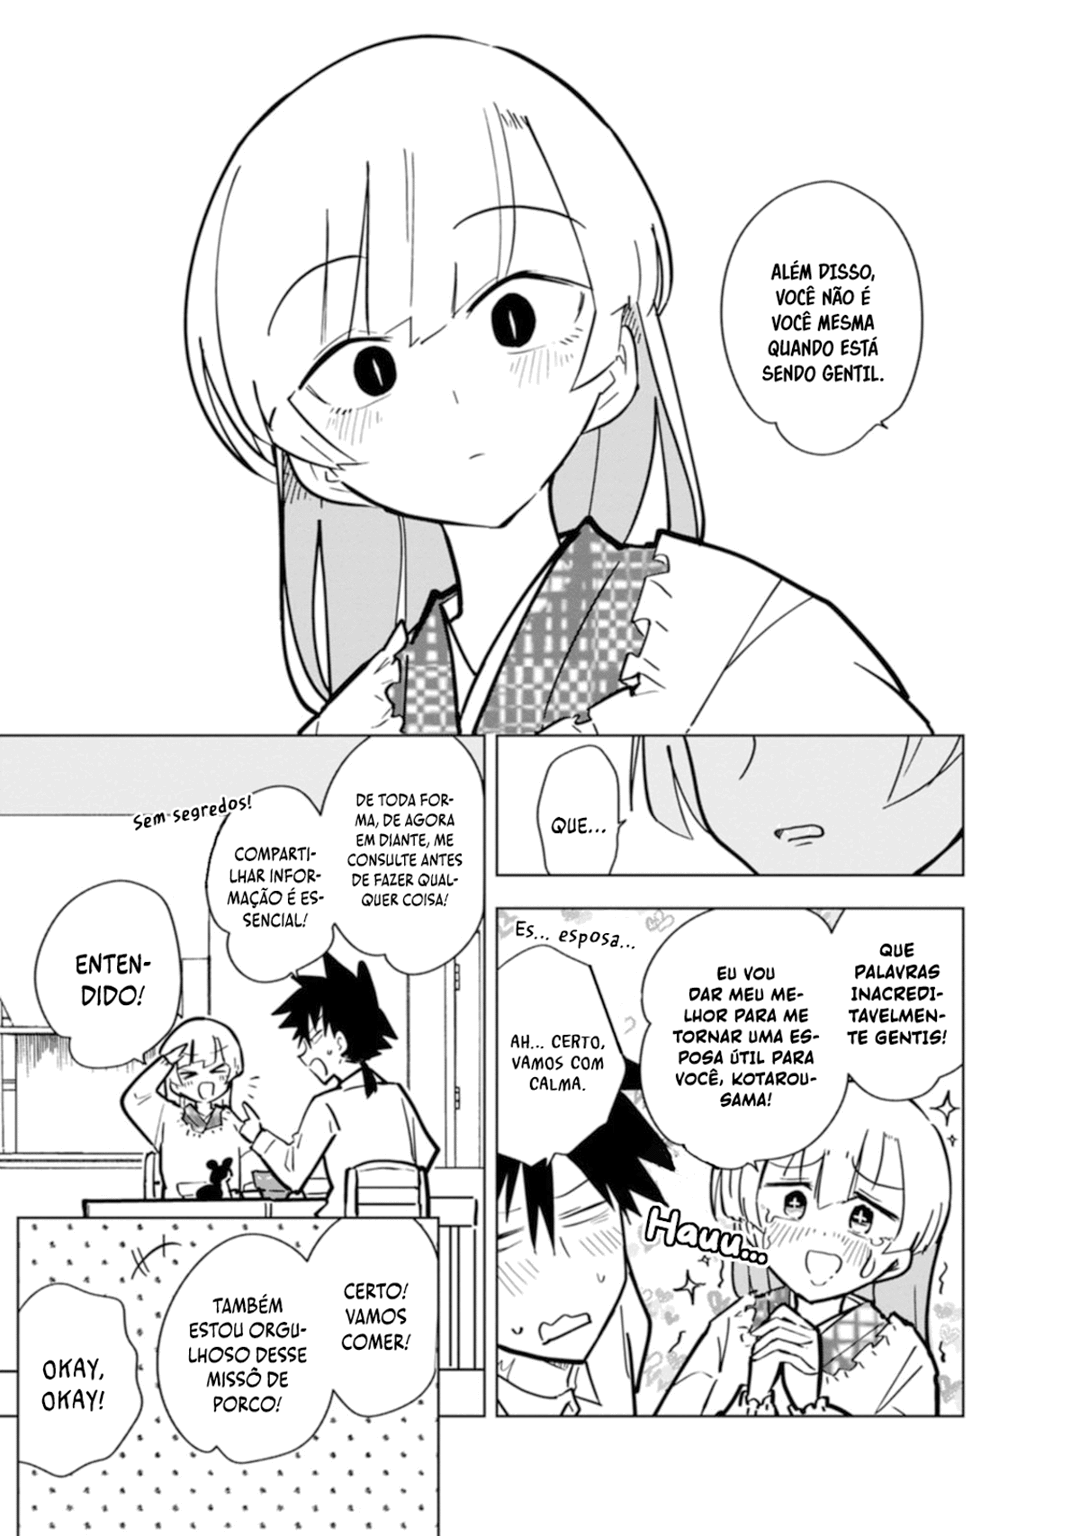 ALÉM DISSO,
VOCÊ NÃO É
VOCÊ MESMA
QUANDO ESTÁ
SENDO GENTIL.
QUE...
QUE
PALAVRAS
INACREDI-
TAVELMEN-
TE GENTIS!
EU VOU
DAR MEU ME-
LHOR PARA ME
TORNAR UMA ES-
POSA ÚTIL PARA
VOCÊ, KOTAROU-
SAMA!
Es... esposa...
AH... CERTO,
VAMOS COM
CALMA.
Hauu...
DE TODA FOR-
MA, DE AGORA
EM DIANTE, ME
CONSULTE ANTES
DE FAZER QUAL-
QUER COISA!
Sem segredos!
COMPARTI-
LHAR INFOR-
MAÇÃO É ES-
SENCIAL!
ENTEN-
DIDO!
CERTO!
VAMOS
COMER!
TAMBÉM
ESTOU ORGU-
LHOSO DESSE
MISSÔ DE
PORCO!
OKAY,
OKAY!